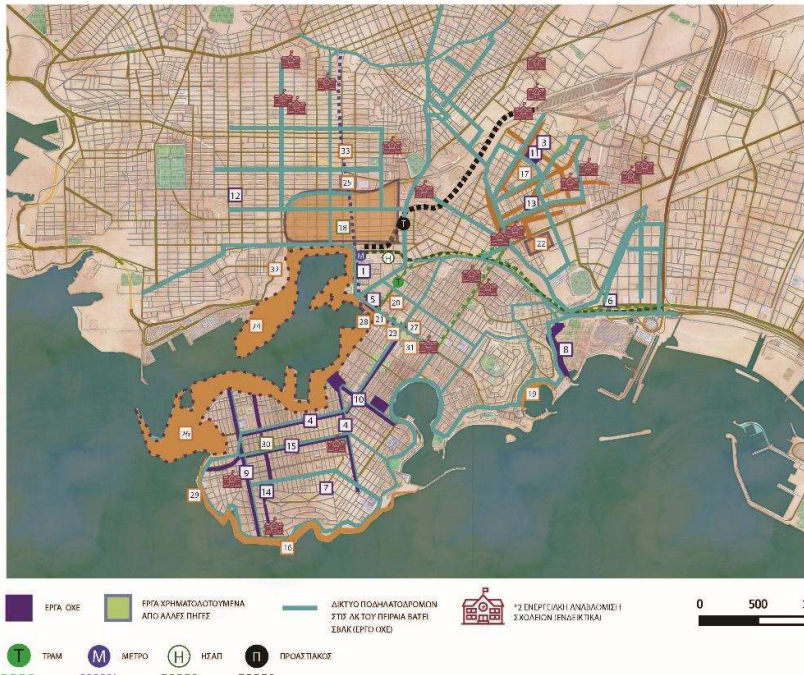 3
11
33
17
25
12
13
18
22
Π
Μ
Η
1
32
Τ
6
5
20
24
28
21
27
23
8
31
19
10
4
4
26
30
15
9
7
29
14
16
ΕΡΓΑ ΟΧΕ
ΕΡΓΑ ΧΡΗΜΑΤΟΛΟΤΟΥΜΕΝΑ
ΑΠΟ ΑΛΛΕΣ ΠΗΓΕΣ
ΔΙΚΤΥΟ ΠΟΔΗΛΑΤΟΔΡΟΜΩΝ
ΣΤΙΣ ΔΚ ΤΟΥ ΠΕΙΡΑΙΑ ΒΑΣΕΙ
ΣΒΑΚ (ΕΡΓΟ ΟΧΕ)
*2 ΕΝΕΡΓΕΙΑΚΗ ΑΝΑΒΑΘΜΙΣΗ
ΣΧΟΛΕΙΩΝ (ΕΝΔΕΙΚΤΙΚΑ)
0 500
Τ ΤΡΑΜ Μ ΜΕΤΡΟ Η ΗΣΑΠ Π ΠΡΟΑΣΤΙΑΚΟΣ